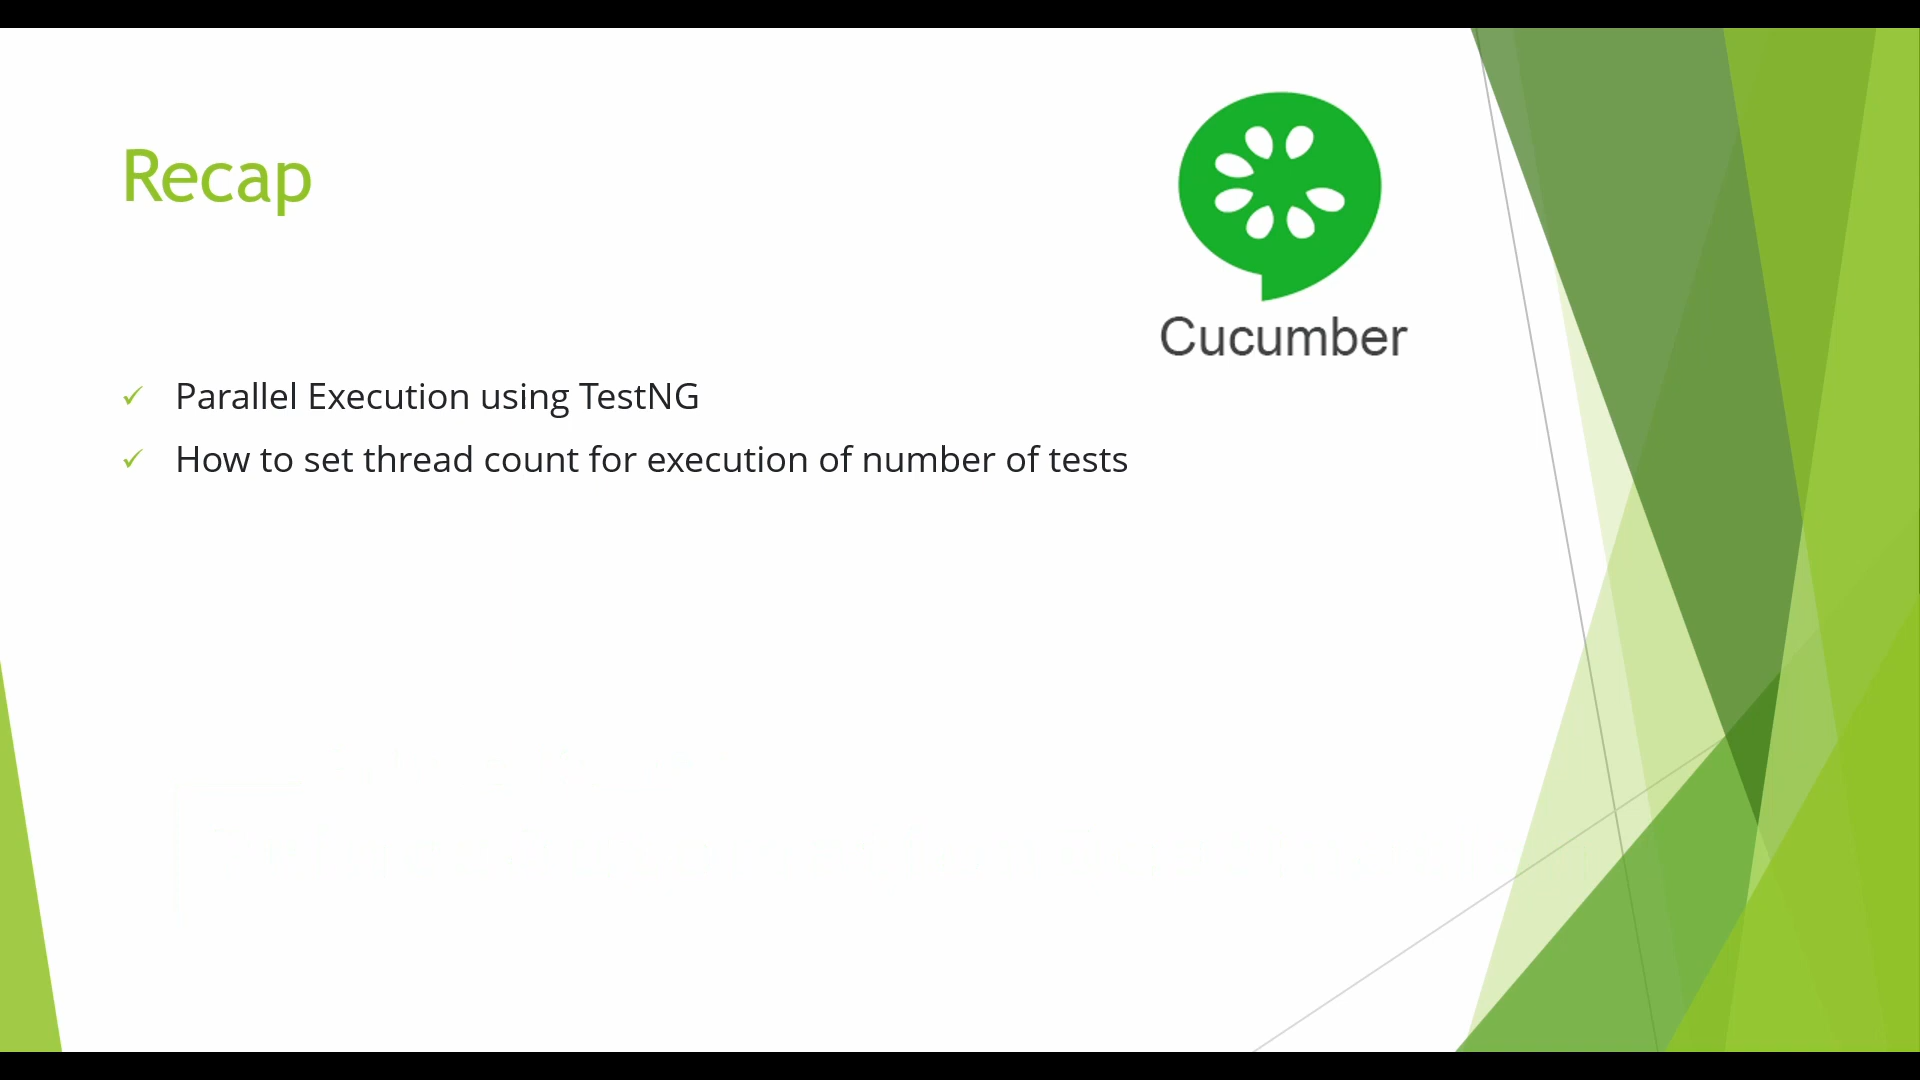 Recap
Cucumber
Parallel Execution using TestNG
How to set thread count for execution of number of tests